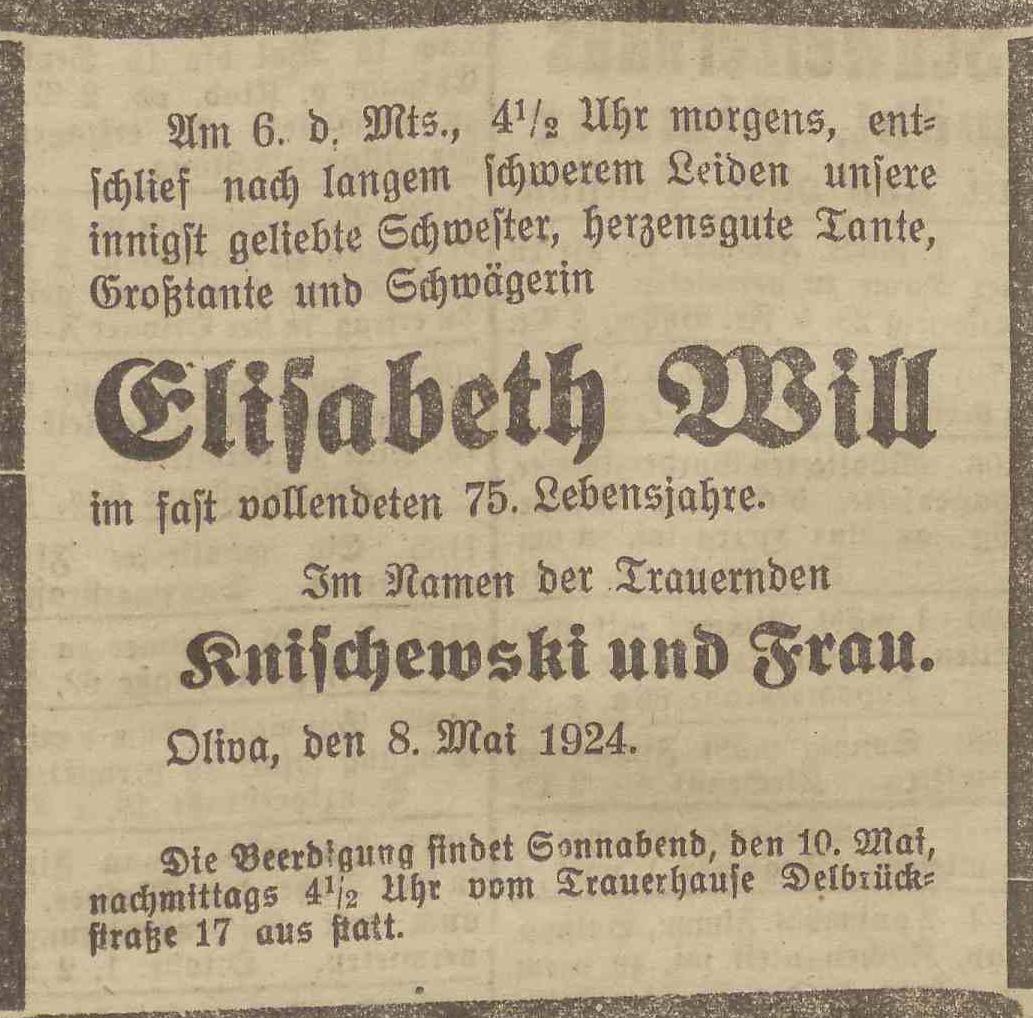 Am 6. d. Mts., 4½ Uhr morgens, ent-
schlief nach langem schwerem Leiden unsere
innigst geliebte Schwester, herzensgute Tante,
Großtante und Schwägerin
Elisabeth Will
im fast vollendeten 75. Lebensjahre.
Im Namen der Trauernden
Knischewski und Frau.
Oliva, den 8. Mai 1924.
Die Beerdigung findet Sonnabend, den 10. Mai,
nachmittags 4½ Uhr vom Trauerhause Delbrück-
straße 17 aus statt.